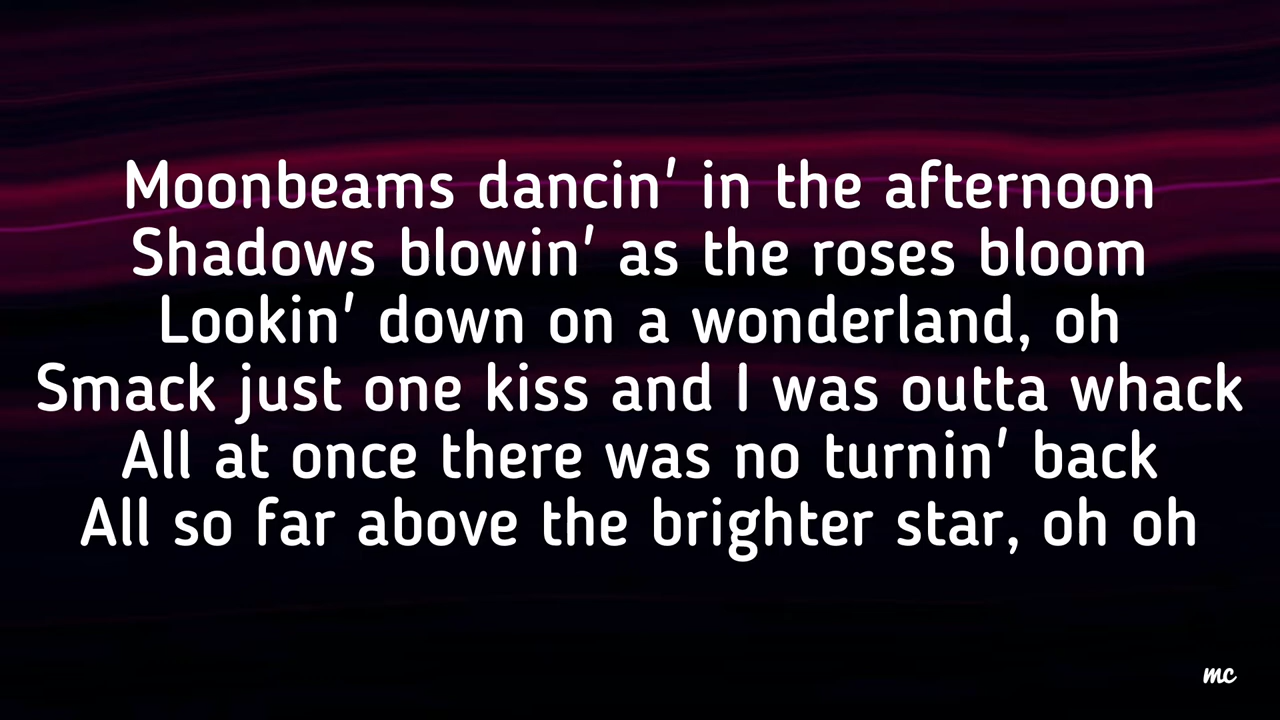 Moonbeams dancin' in the afternoon
Shadows blowin' as the roses bloom
Lookin' down on a wonderland, oh
Smack just one kiss and I was outta whack
All at once there was no turnin' back
All so far above the brighter star, oh oh
mc